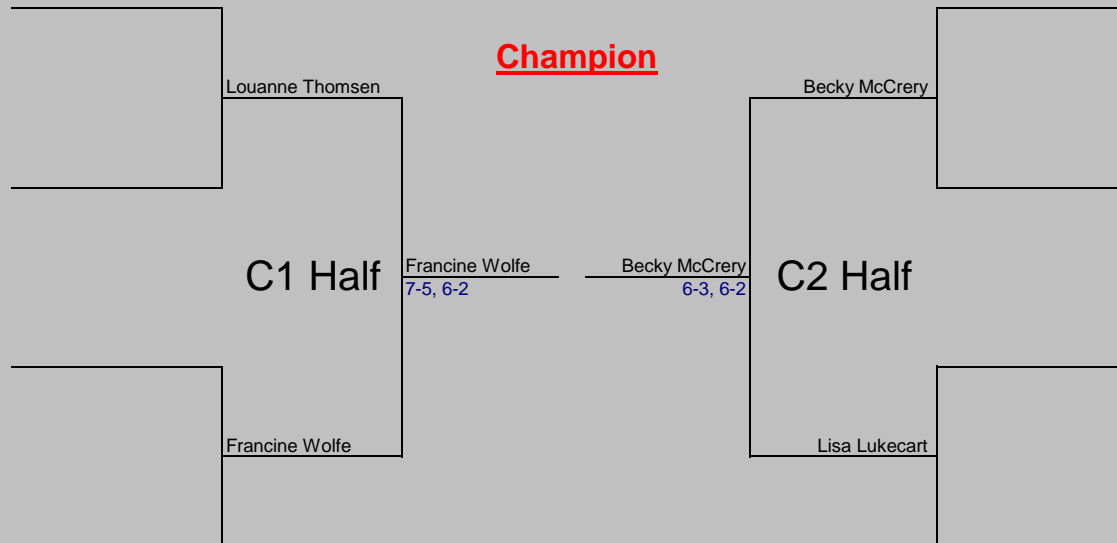 Champion
Louanne Thomsen
Becky McCrery
C1 Half
Francine Wolfe
7-5, 6-2
Becky McCrery
6-3, 6-2
C2 Half
Francine Wolfe
Lisa Lukecart